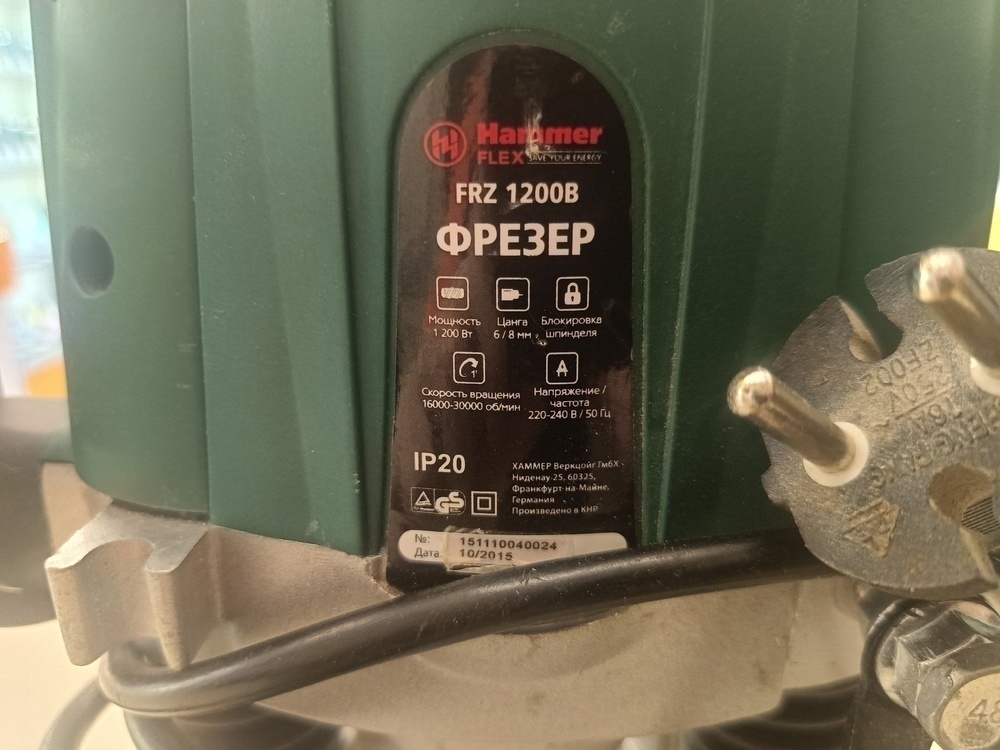 Hammer
FLEX SAVE YOUR ENERGY
FRZ 1200B
ФРЕЗЕР
Мощность
1 200 Вт
Цанга
6 / 8 мм
Блокировка
шпинделя
Скорость вращения
16000-30000 об/мин
Напряжение /
частота
220-240 В / 50 Гц
IP20
ХАММЕР Веркцойг ГмбХ
Ниденау 25, 60325,
Франкфурт-на-Майне,
Германия
Произведено в КНР
GS
№: 151110040024
Дата: 10/2015
48